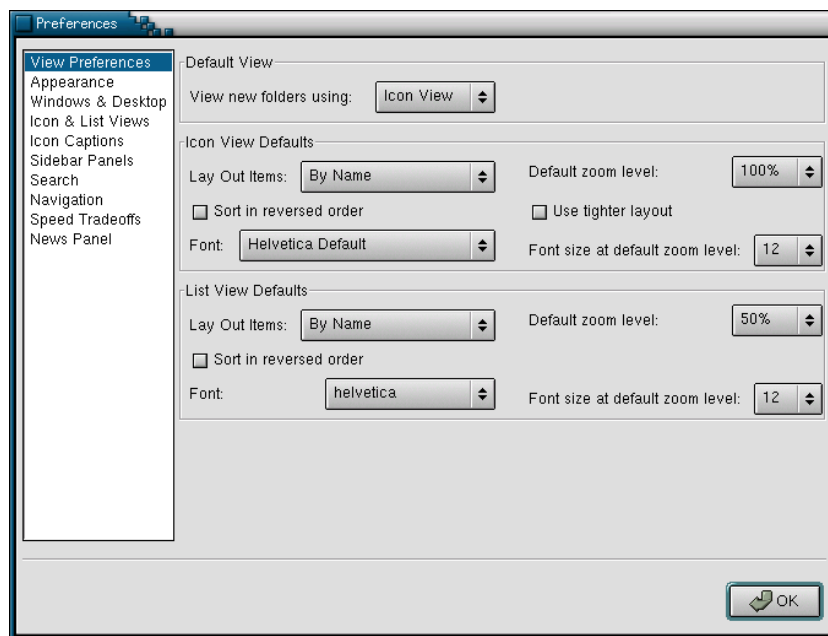 Preferences
View Preferences
Appearance
Windows & Desktop
Icon & List Views
Icon Captions
Sidebar Panels
Search
Navigation
Speed Tradeoffs
News Panel
Default View
View new folders using: Icon View
Icon View Defaults
Lay Out Items: By Name Default zoom level: 100%
Sort in reversed order Use tighter layout
Font: Helvetica Default Font size at default zoom level: 12
List View Defaults
Lay Out Items: By Name Default zoom level: 50%
Sort in reversed order
Font: helvetica Font size at default zoom level: 12
OK